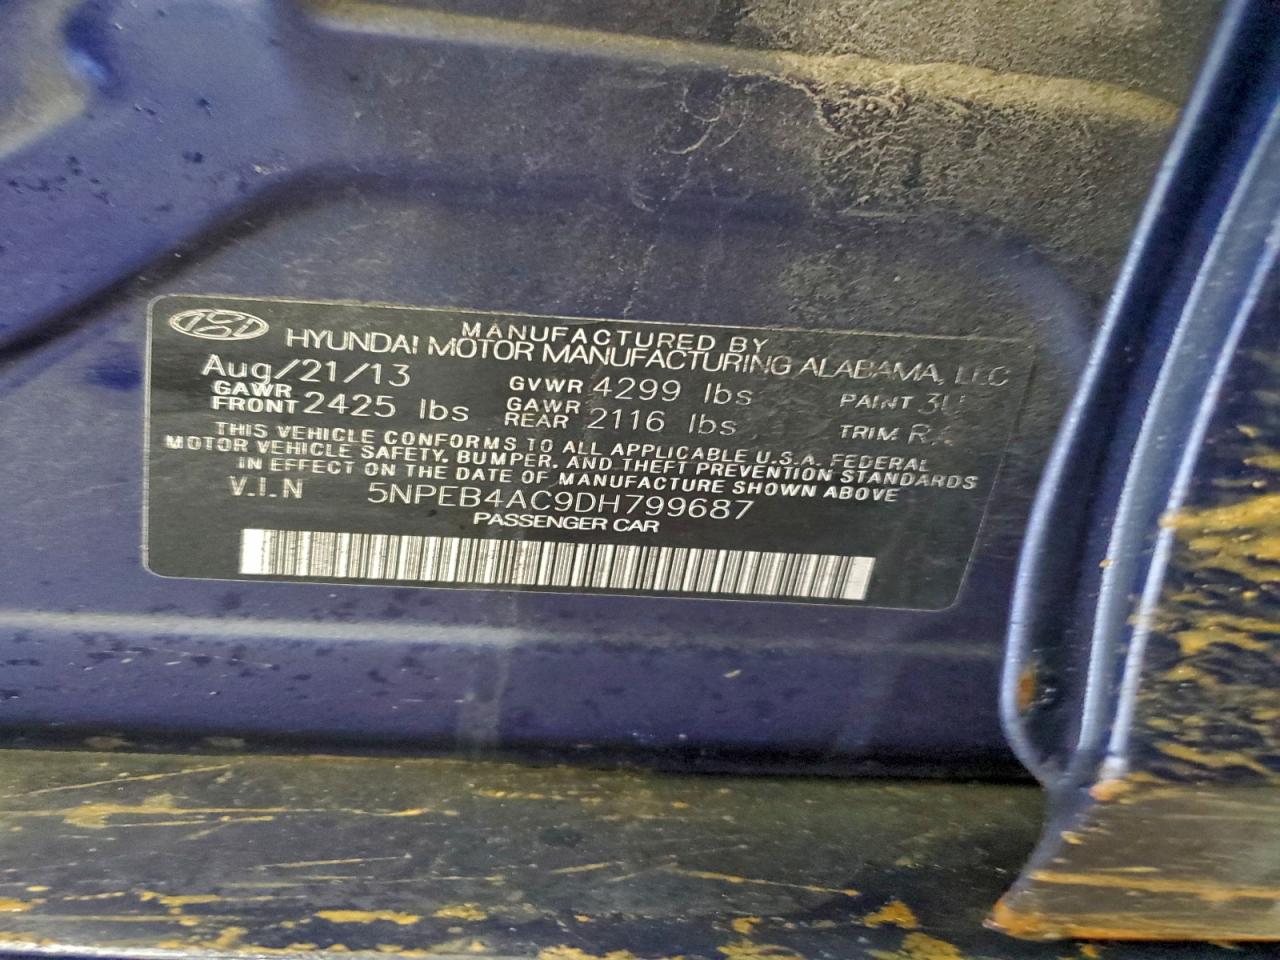 MANUFACTURED BY
HYUNDAI MOTOR MANUFACTURING ALABAMA, LLC
Aug/21/13 GVWR 4299 lbs PAINT
GAWR FRONT 2425 lbs GAWR REAR 2116 lbs TRIM
THIS VEHICLE CONFORMS TO ALL APPLICABLE U.S.A. FEDERAL
MOTOR VEHICLE SAFETY, BUMPER, AND THEFT PREVENTION STANDARDS
IN EFFECT ON THE DATE OF MANUFACTURE SHOWN ABOVE
V.I.N 5NPEB4AC9DH799687
PASSENGER CAR